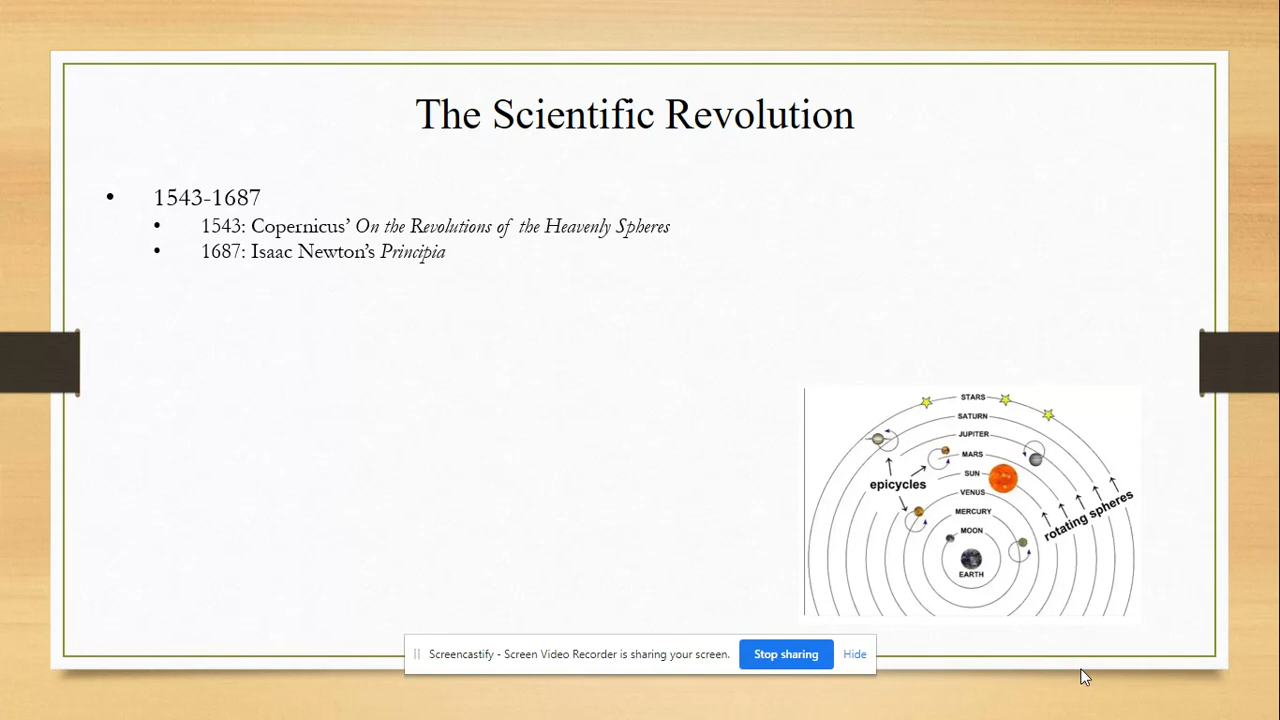 The Scientific Revolution
• 1543-1687
• 1543: Copernicus’ On the Revolutions of the Heavenly Spheres
• 1687: Isaac Newton’s Principia
STARS
SATURN
JUPITER
MARS
SUN
epicycles
VENUS
rotating spheres
MERCURY
MOON
EARTH
Screencastify - Screen Video Recorder is sharing your screen. Stop sharing Hide